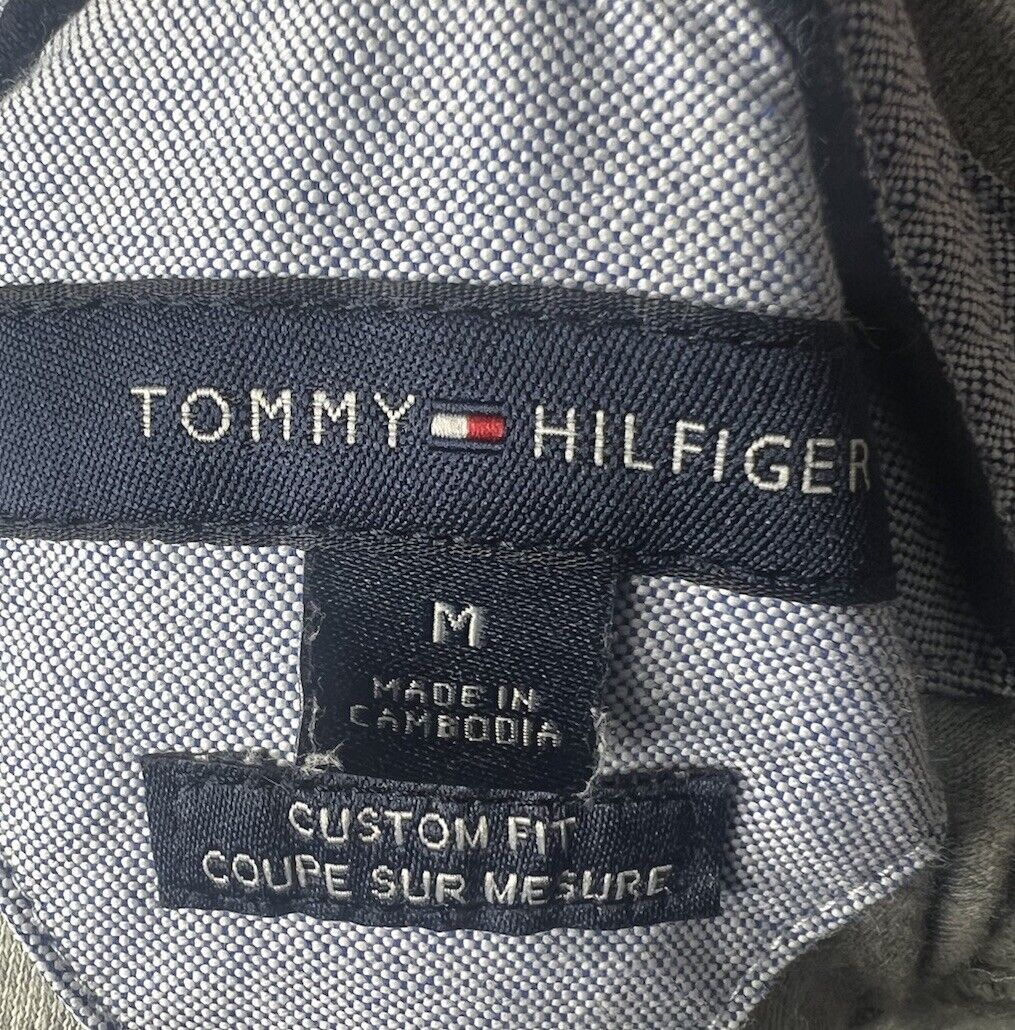 TOMMY HILFIGER
M
MADE IN
CAMBODIA
CUSTOM FIT
COUPE SUR MESURE